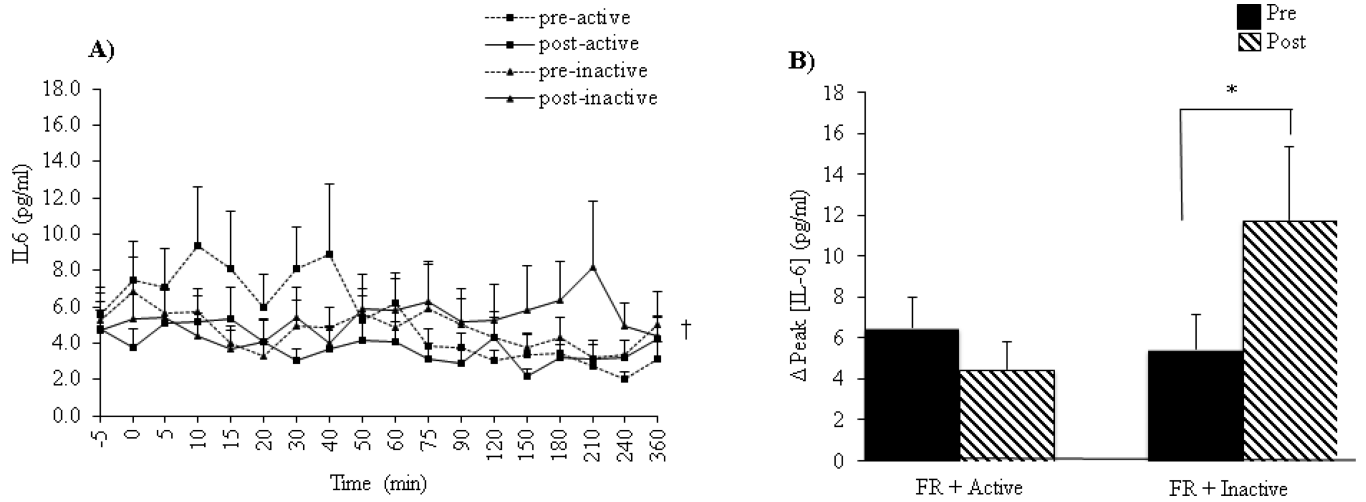 pre-active
post-active
pre-inactive
post-inactive
A)
18.0
16.0
14.0
12.0
10.0
8.0
6.0
4.0
2.0
0.0
IL6 (pg/ml)
†
-5 0 5 10 15 20 30 40 50 60 75 90 120 150 180 210 240 360
Time (min)
Pre
Post
B)
18
16
14
12
10
8
6
4
2
0
Δ Peak [IL-6] (pg/ml)
*
FR + Active FR + Inactive